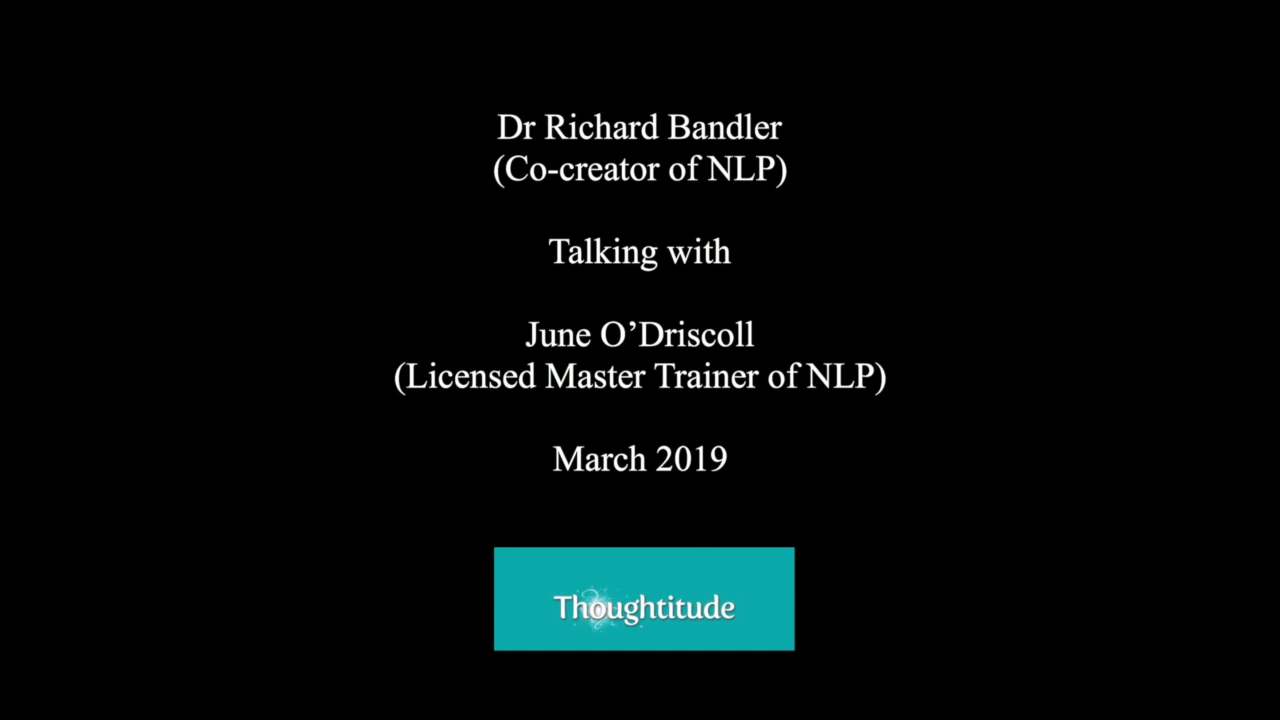 Dr Richard Bandler
(Co-creator of NLP)
Talking with
June O’Driscoll
(Licensed Master Trainer of NLP)
March 2019
Thoughtitude